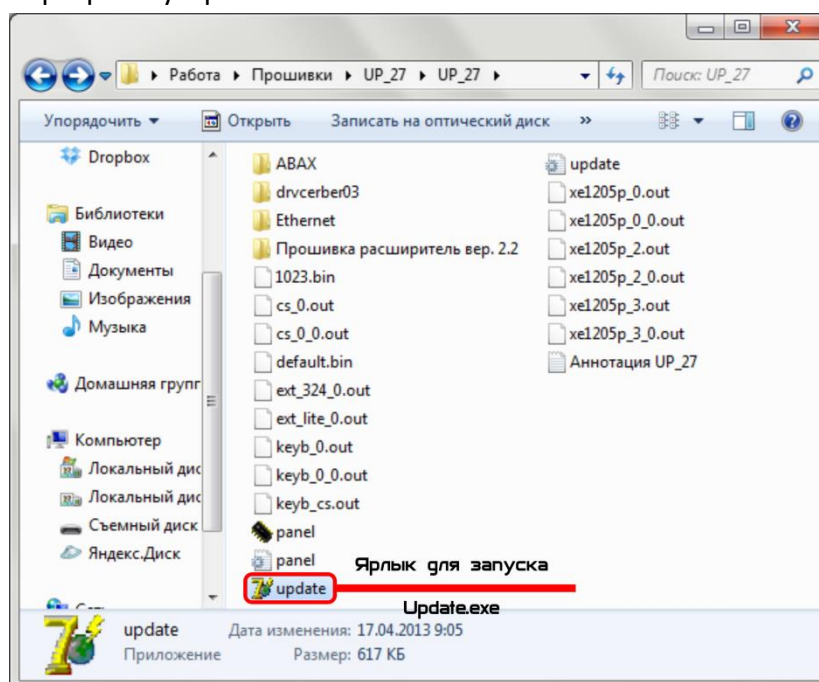 Работа ▸ Прошивки ▸ UP_27 ▸ UP_27 ▸
Поиск: UP_27
Упорядочить ▾ Открыть Записать на оптический диск »
Dropbox
Библиотеки
Видео
Документы
Изображения
Музыка
Домашняя групп
Компьютер
Локальный дис
Локальный дис
Съемный диск
Яндекс.Диск
ABAX
drvcerber03
Ethernet
Прошивка расширитель вер. 2.2
1023.bin
cs_0.out
cs_0_0.out
default.bin
ext_324_0.out
ext_lite_0.out
keyb_0.out
keyb_0_0.out
keyb_cs.out
panel
panel
update
update
xe1205p_0.out
xe1205p_0_0.out
xe1205p_2.out
xe1205p_2_0.out
xe1205p_3.out
xe1205p_3_0.out
Аннотация UP_27
Ярлык для запуска
Update.exe
update Дата изменения: 17.04.2013 9:05
Приложение Размер: 617 КБ